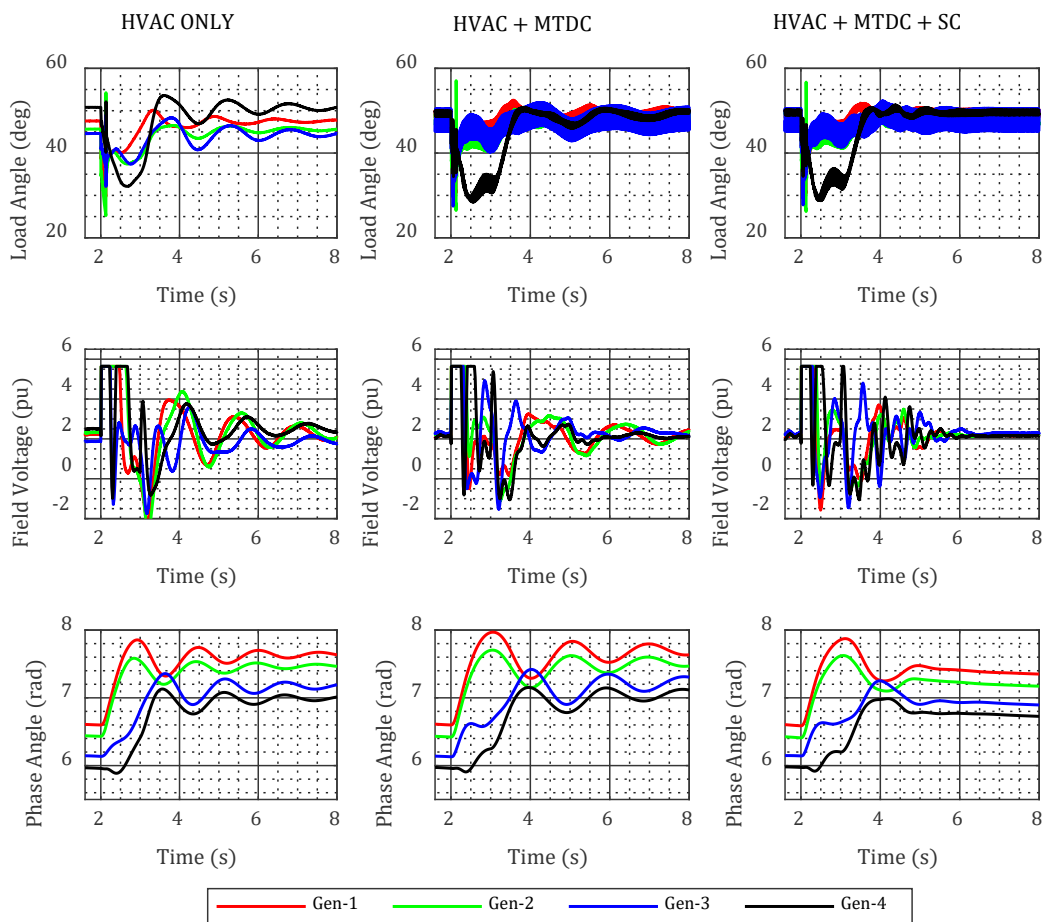 HVAC ONLY
HVAC + MTDC
HVAC + MTDC + SC
Load Angle (deg)
60
40
20
2 4 6 8
Time (s)
Load Angle (deg)
60
40
20
2 4 6 8
Time (s)
Load Angle (deg)
60
40
20
2 4 6 8
Time (s)
Field Voltage (pu)
6
4
2
0
-2
2 4 6 8
Time (s)
Field Voltage (pu)
6
4
2
0
-2
2 4 6 8
Time (s)
Field Voltage (pu)
6
4
2
0
-2
2 4 6 8
Time (s)
Phase Angle (rad)
8
7
6
2 4 6 8
Time (s)
Phase Angle (rad)
8
7
6
2 4 6 8
Time (s)
Phase Angle (rad)
8
7
6
2 4 6 8
Time (s)
Gen-1 Gen-2 Gen-3 Gen-4